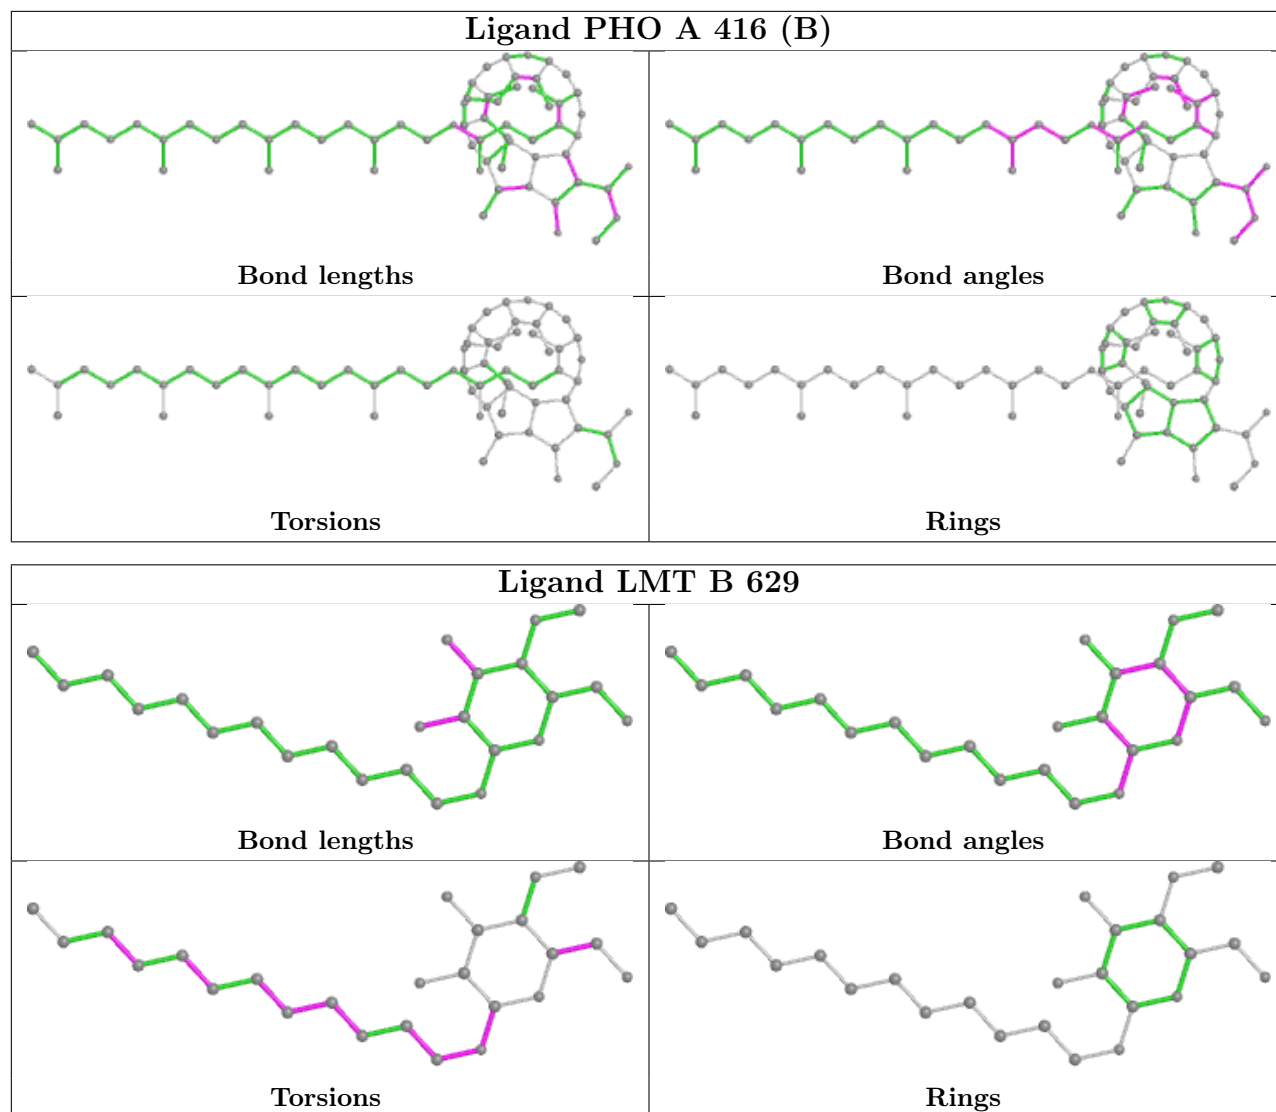 Ligand PHO A 416 (B)
Bond lengths
Bond angles
Torsions
Rings
Ligand LMT B 629
Bond lengths
Bond angles
Torsions
Rings